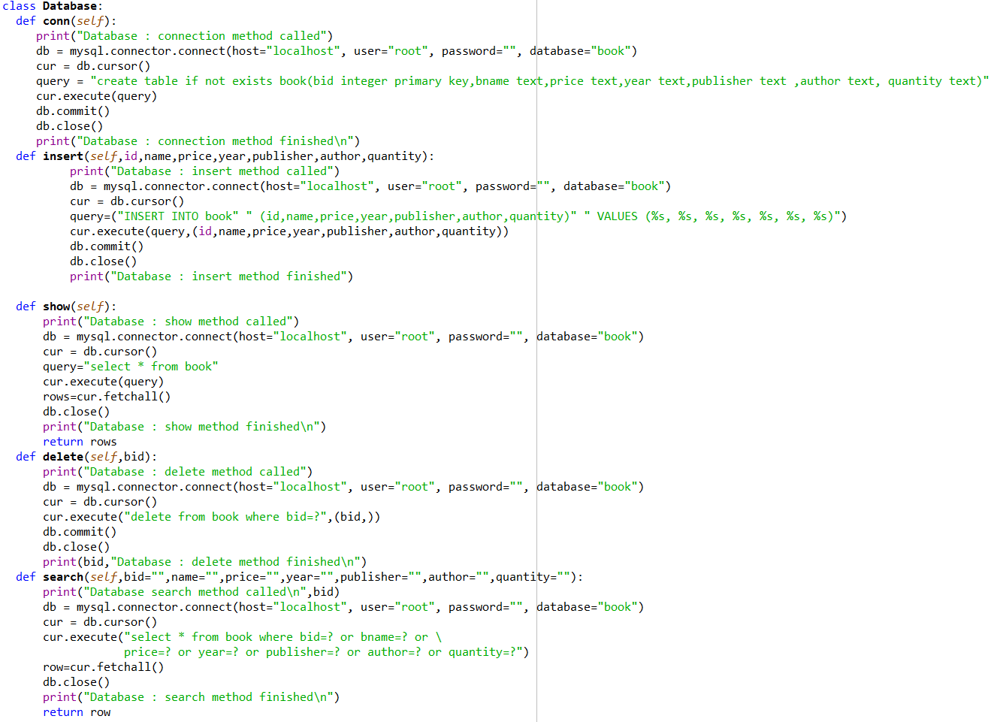 class Database:
  def conn(self):
     print("Database : connection method called")
     db = mysql.connector.connect(host="localhost", user="root", password="", database="book")
     cur = db.cursor()
     query = "create table if not exists book(bid integer primary key,bname text,price text,year text,publisher text ,author text, quantity text)"
     cur.execute(query)
     db.commit()
     db.close()
     print("Database : connection method finished\n")
  def insert(self,id,name,price,year,publisher,author,quantity):
          print("Database : insert method called")
          db = mysql.connector.connect(host="localhost", user="root", password="", database="book")
          cur = db.cursor()
          query=("INSERT INTO book" " (id,name,price,year,publisher,author,quantity)" " VALUES (%s, %s, %s, %s, %s, %s, %s)")
          cur.execute(query,(id,name,price,year,publisher,author,quantity))
          db.commit()
          db.close()
          print("Database : insert method finished")

  def show(self):
      print("Database : show method called")
      db = mysql.connector.connect(host="localhost", user="root", password="", database="book")
      cur = db.cursor()
      query="select * from book"
      cur.execute(query)
      rows=cur.fetchall()
      db.close()
      print("Database : show method finished\n")
      return rows
  def delete(self,bid):
      print("Database : delete method called")
      db = mysql.connector.connect(host="localhost", user="root", password="", database="book")
      cur = db.cursor()
      cur.execute("delete from book where bid=?",(bid,))
      db.commit()
      db.close()
      print(bid,"Database : delete method finished\n")
  def search(self,bid="",name="",price="",year="",publisher="",author="",quantity=""):
      print("Database search method called\n",bid)
      db = mysql.connector.connect(host="localhost", user="root", password="", database="book")
      cur = db.cursor()
      cur.execute("select * from book where bid=? or bname=? or \
                  price=? or year=? or publisher=? or author=? or quantity=?")
      row=cur.fetchall()
      db.close()
      print("Database : search method finished\n")
      return row